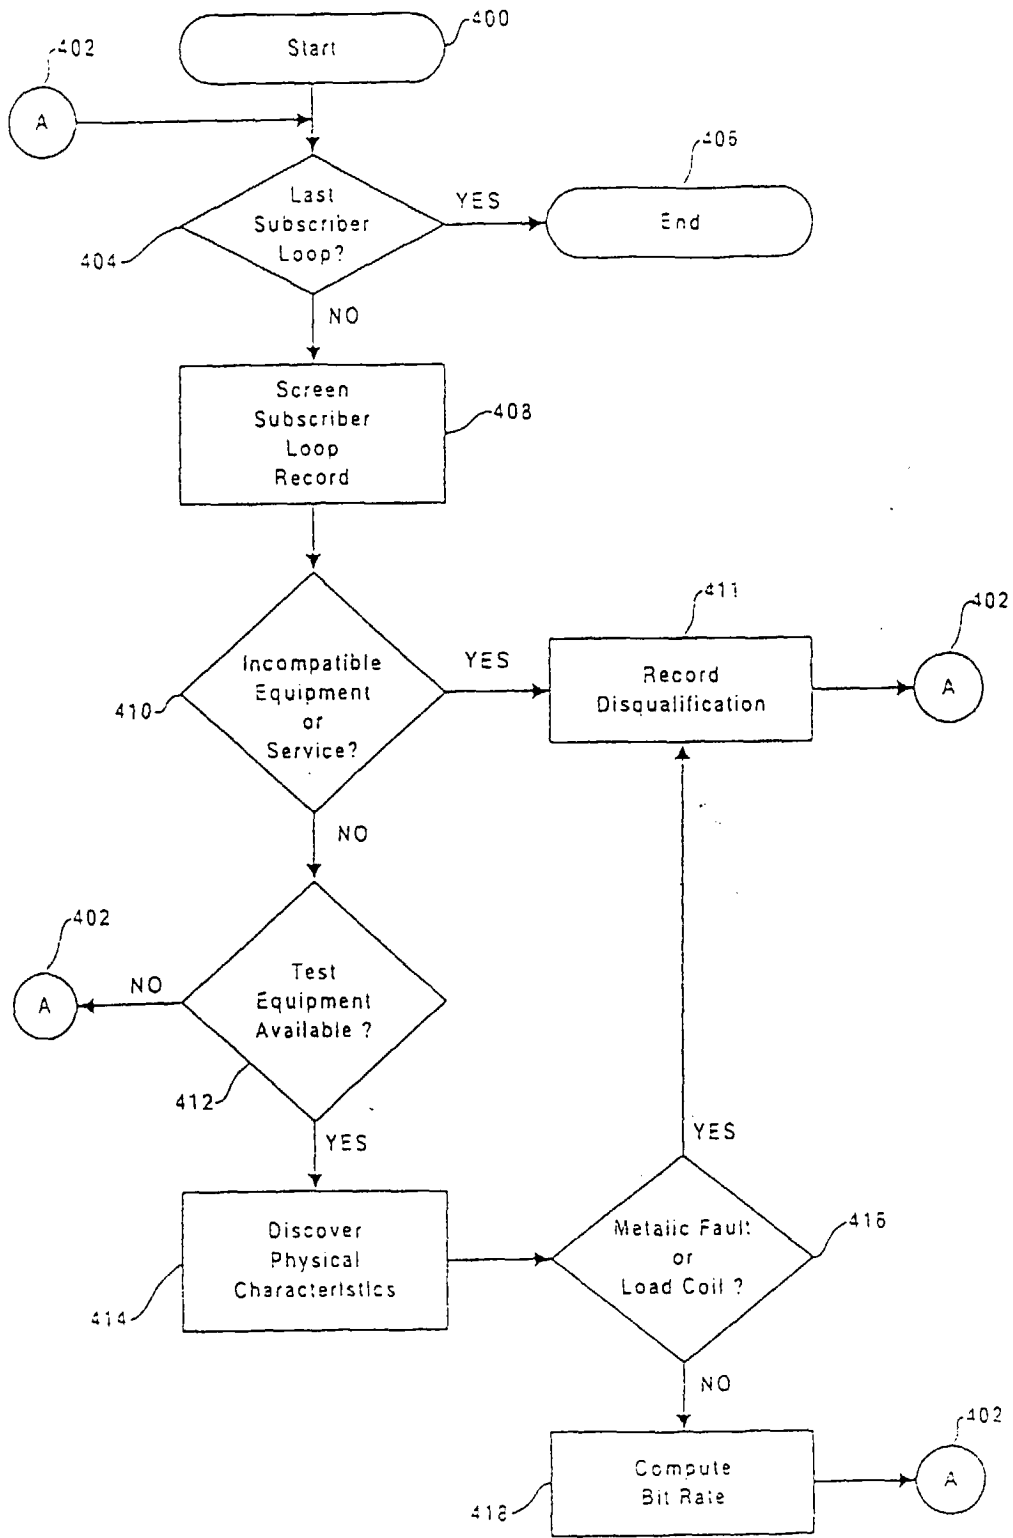 400
Start
402
A
406
Last
Subscriber
Loop?
YES
End
404
NO
Screen
Subscriber
Loop
Record
408
411
402
Incompatible
Equipment
or
Service?
YES
Record
Disqualification
A
410
NO
402
Test
Equipment
Available ?
NO
A
412
YES
YES
Discover
Physical
Characteristics
Metallic Fault
or
Load Coil ?
416
414
NO
402
Compute
Bit Rate
A
418